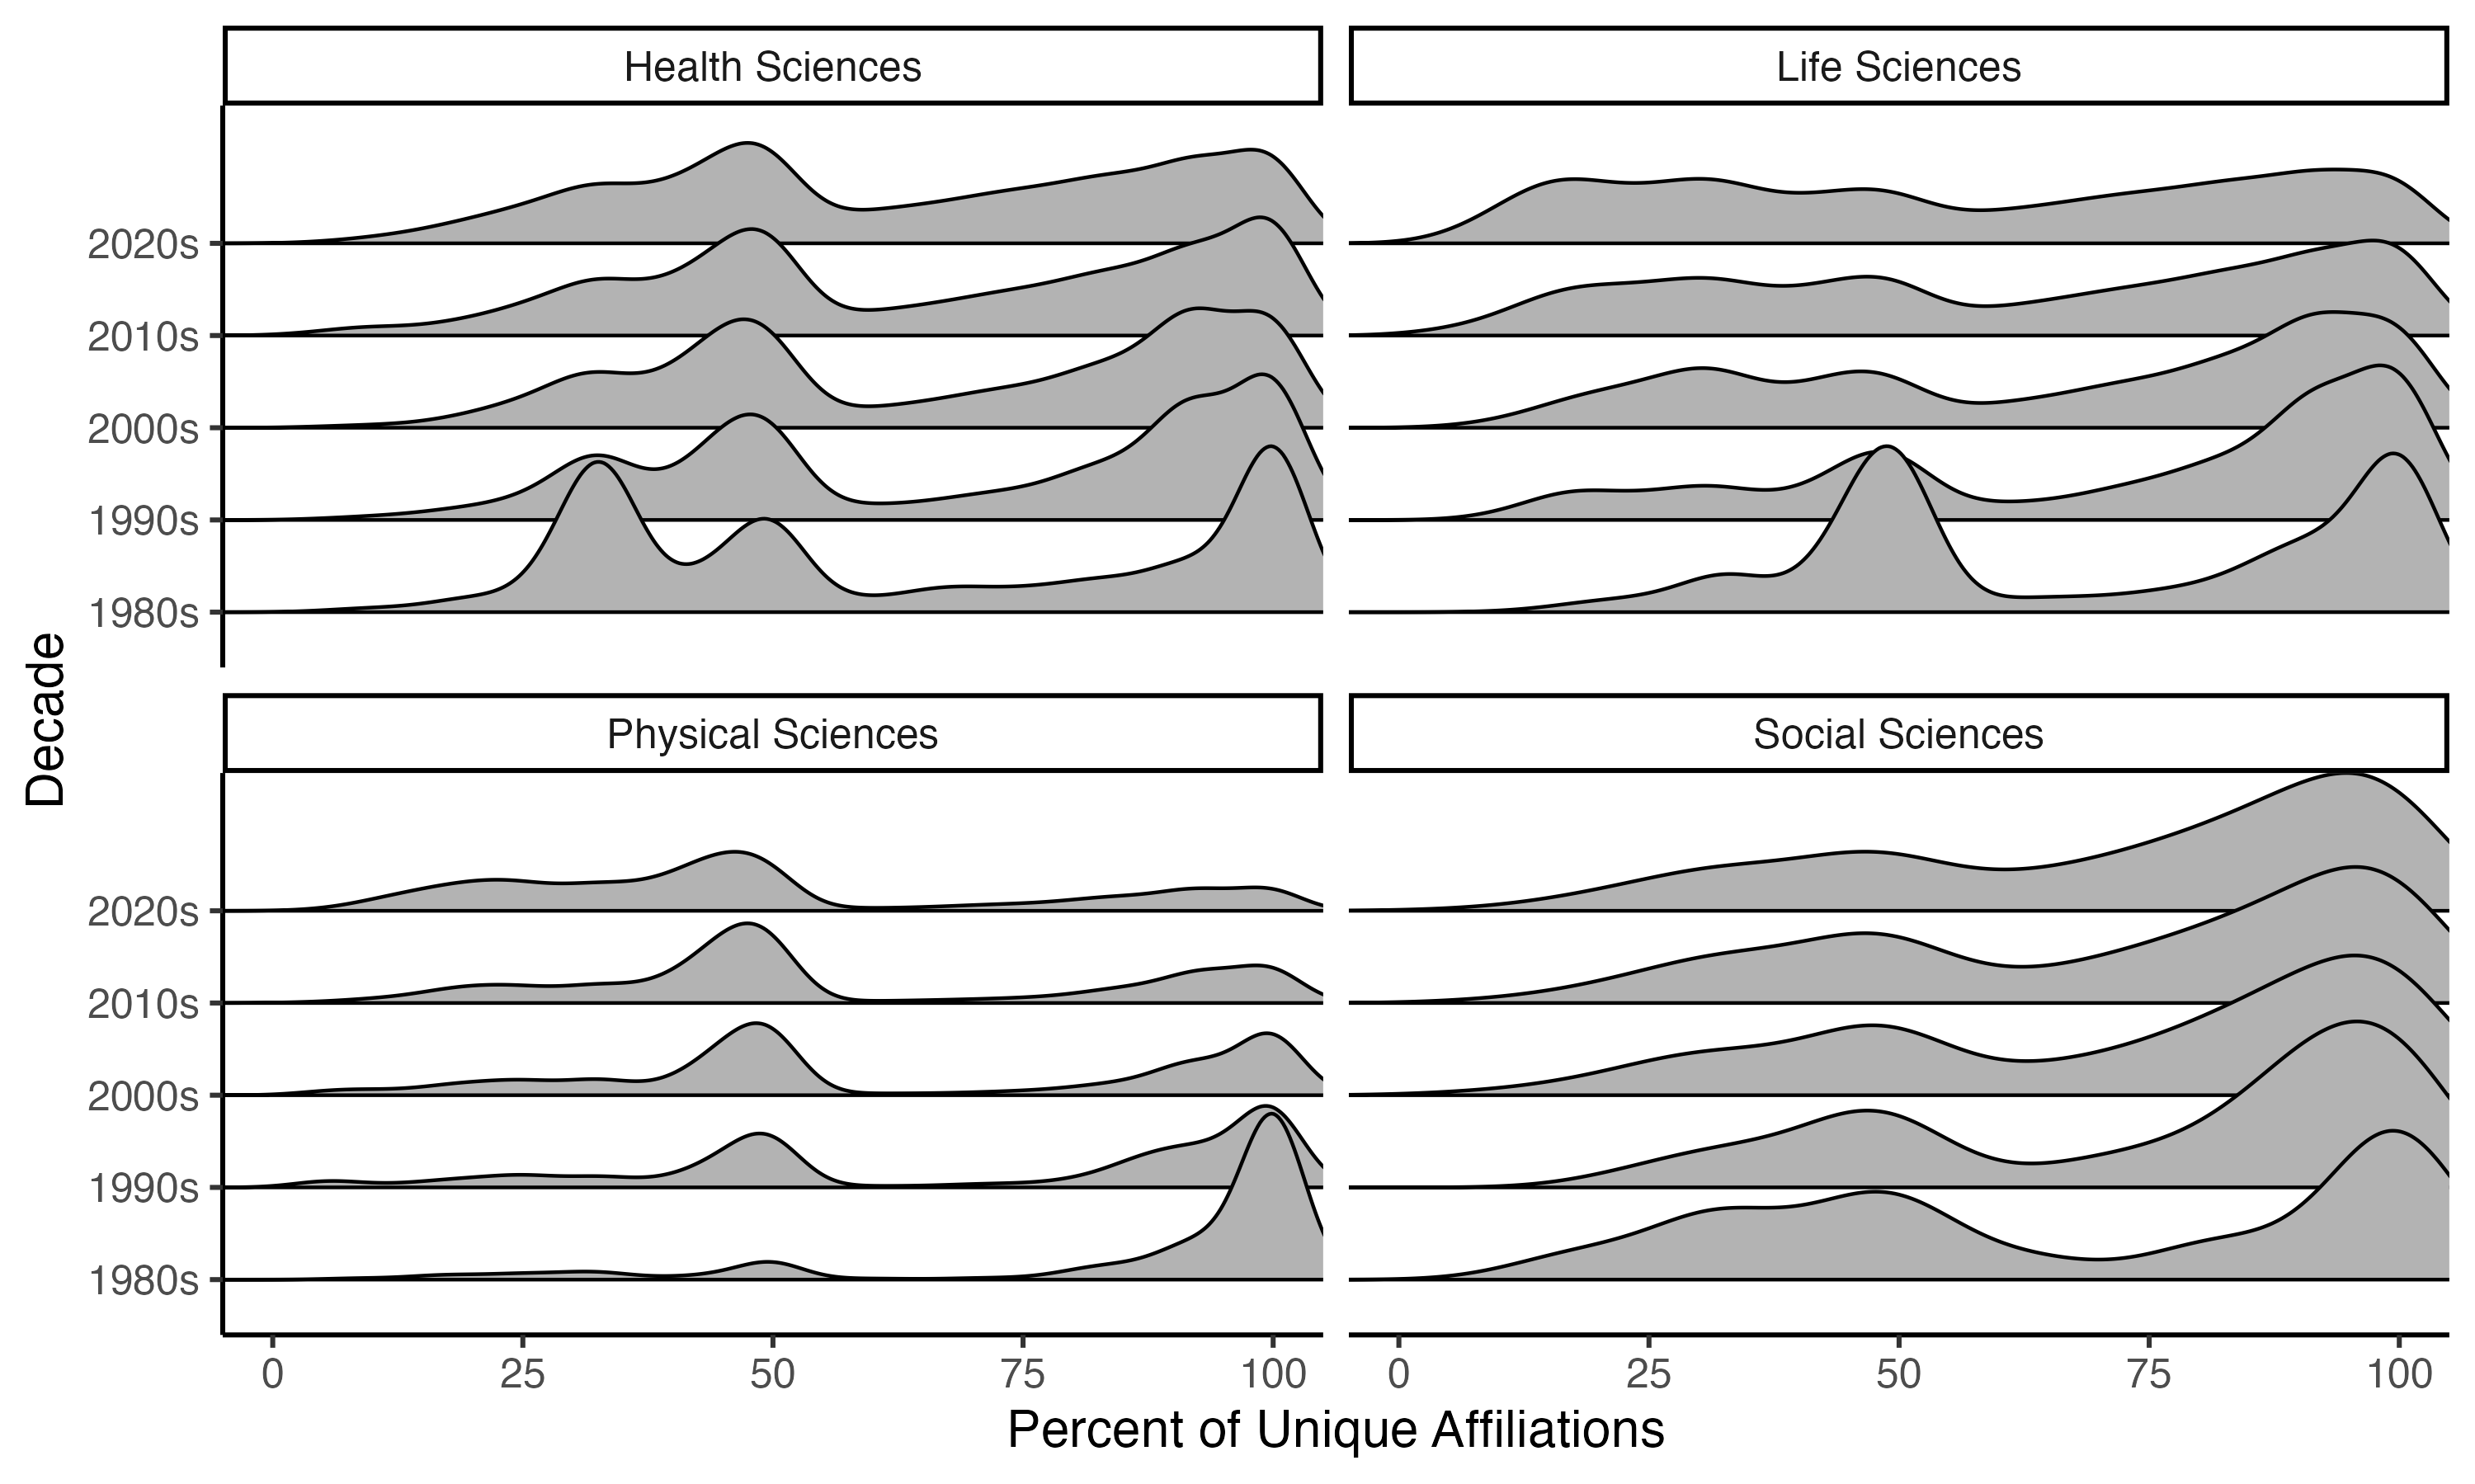 Health Sciences
Life Sciences
2020s
2010s
2000s
1990s
1980s
Decade
Physical Sciences
Social Sciences
2020s
2010s
2000s
1990s
1980s
0 25 50 75 100
0 25 50 75 100
Percent of Unique Affiliations